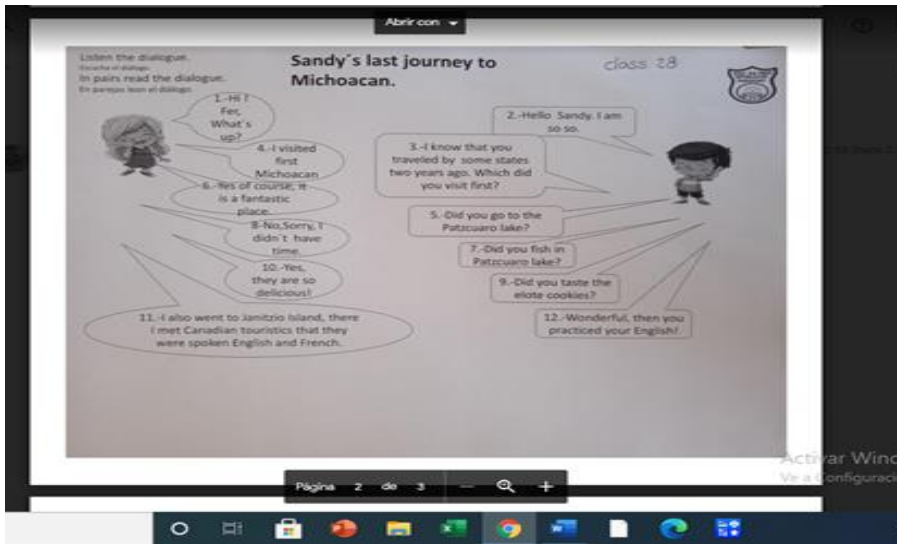 Abrir con
Listen the dialogue.
Escucha el diálogo.
In pairs read the dialogue.
En parejas lean el diálogo.
Sandy´s last journey to
Michoacan.
class 28
1.-Hi !
Fer,
What´s
up?
2.-Hello Sandy. I am
so so.
3.-I know that you
traveled by some states
two years ago. Which did
you visit first?
4.-I visited
first
Michoacan
5.-Did you go to the
Patzcuaro lake?
6.-Yes of course, it
is a fantastic
place.
7.-Did you fish in
Patzcuaro lake?
8-No,Sorry, I
didn´t have
time.
9.-Did you taste the
elote cookies?
10.-Yes,
they are so
delicious!
11.-I also went to Janitzio Island, there
I met Canadian touristics that they
were spoken English and French.
12.-Wonderful, then you
practiced your English!
Activar Winc
Ve a Configuraci
Página 2 de 3